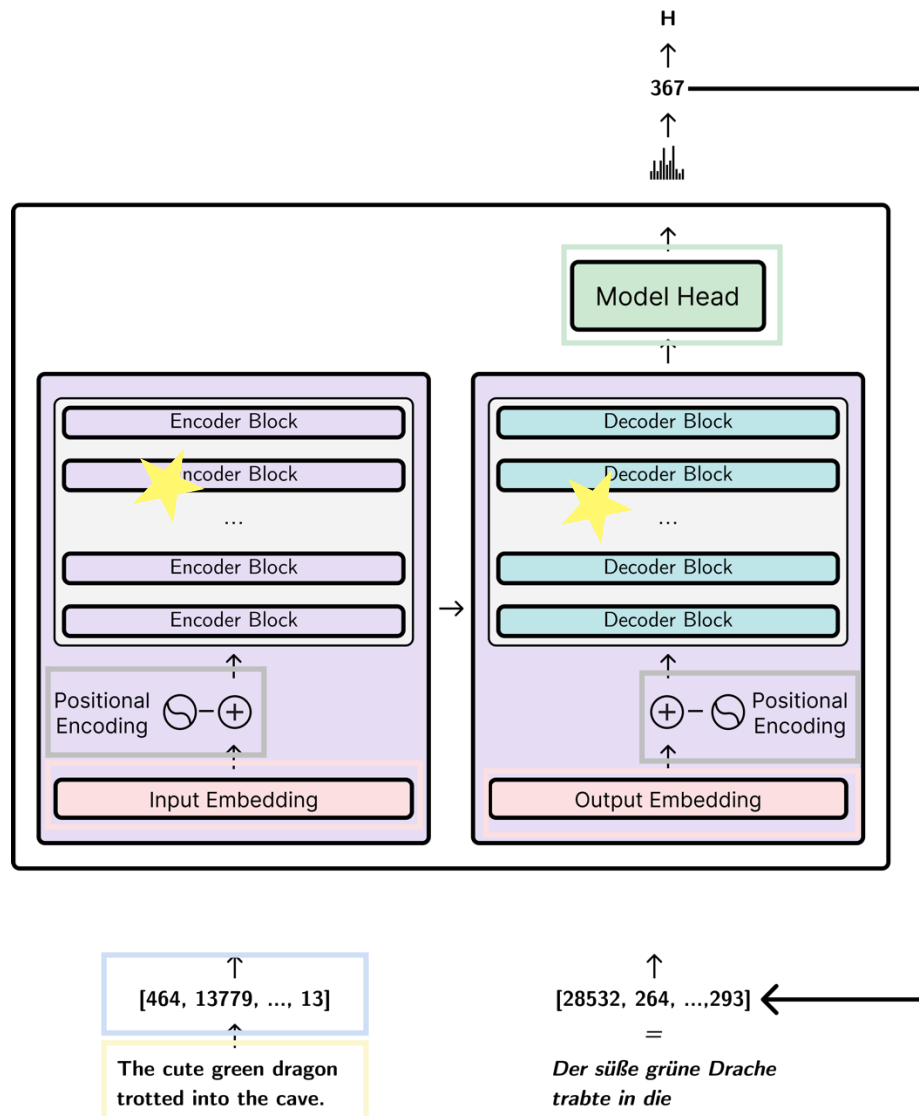 H
367
Model Head
Encoder Block
ncoder Block
...
Encoder Block
Encoder Block
Positional
Encoding
Input Embedding
Decoder Block
Decoder Block
...
Decoder Block
Decoder Block
Positional
Encoding
Output Embedding
[464, 13779, ..., 13]
The cute green dragon
trotted into the cave.
[28532, 264, ...,293]
=
Der süße grüne Drache
trabte in die